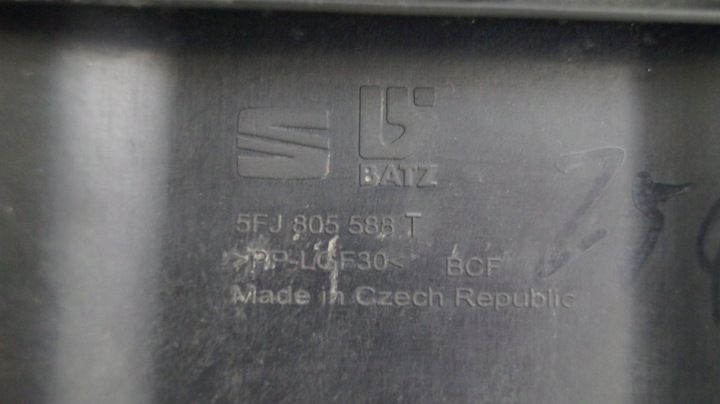 BATZ
5FJ 805 588 T
>PP-LGF30< BCF
Made in Czech Republic